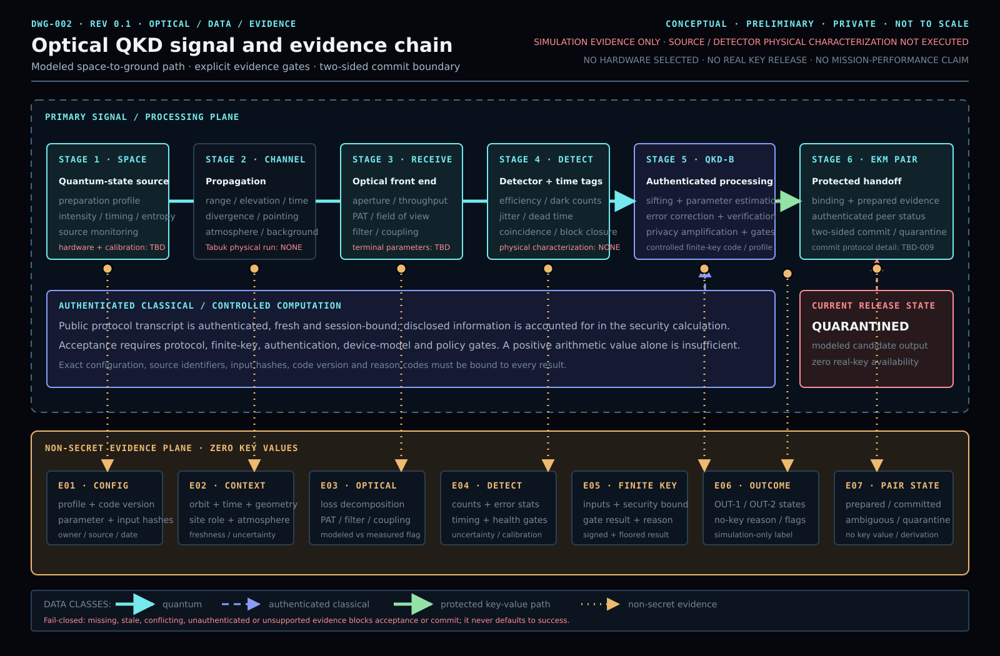 DWG-002 · REV 0.1 · OPTICAL / DATA / EVIDENCE
CONCEPTUAL · PRELIMINARY · PRIVATE · NOT TO SCALE
Optical QKD signal and evidence chain
SIMULATION EVIDENCE ONLY · SOURCE / DETECTOR PHYSICAL CHARACTERIZATION NOT EXECUTED
Modeled space-to-ground path · explicit evidence gates · two-sided commit boundary
NO HARDWARE SELECTED · NO REAL KEY RELEASE · NO MISSION-PERFORMANCE CLAIM
PRIMARY SIGNAL / PROCESSING PLANE
STAGE 1 · SPACE
Quantum-state source
preparation profile
intensity / timing / entropy
source monitoring
hardware + calibration: TBD
STAGE 2 · CHANNEL
Propagation
range / elevation / time
divergence / pointing
atmosphere / background
Tabuk physical run: NONE
STAGE 3 · RECEIVE
Optical front end
aperture / throughput
PAT / field of view
filter / coupling
terminal parameters: TBD
STAGE 4 · DETECT
Detector + time tags
efficiency / dark counts
jitter / dead time
coincidence / block closure
physical characterization: NONE
STAGE 5 · QKD-B
Authenticated processing
sifting + parameter estimation
error correction + verification
privacy amplification + gates
controlled finite-key code / profile
STAGE 6 · EKM PAIR
Protected handoff
binding + prepared evidence
authenticated peer status
two-sided commit / quarantine
commit protocol detail: TBD-009
AUTHENTICATED CLASSICAL / CONTROLLED COMPUTATION
Public protocol transcript is authenticated, fresh and session-bound; disclosed information is accounted for in the security calculation.
Acceptance requires protocol, finite-key, authentication, device-model and policy gates. A positive arithmetic value alone is insufficient.
Exact configuration, source identifiers, input hashes, code version and reason codes must be bound to every result.
CURRENT RELEASE STATE
QUARANTINED
modeled candidate output
zero real-key availability
NON-SECRET EVIDENCE PLANE · ZERO KEY VALUES
E01 · CONFIG
profile + code version
parameter + input hashes
owner / source / date
E02 · CONTEXT
orbit + time + geometry
site role + atmosphere
freshness / uncertainty
E03 · OPTICAL
loss decomposition
PAT / filter / coupling
modeled vs measured flag
E04 · DETECT
counts + error stats
timing + health gates
uncertainty / calibration
E05 · FINITE KEY
inputs + security bound
gate result + reason
signed + floored result
E06 · OUTCOME
OUT-1 / OUT-2 states
no-key reason / flags
simulation-only label
E07 · PAIR STATE
prepared / committed
ambiguous / quarantine
no key value / derivation
DATA CLASSES: quantum authenticated classical protected key-value path non-secret evidence
Fail-closed: missing, stale, conflicting, unauthenticated or unsupported evidence blocks acceptance or commit; it never defaults to success.